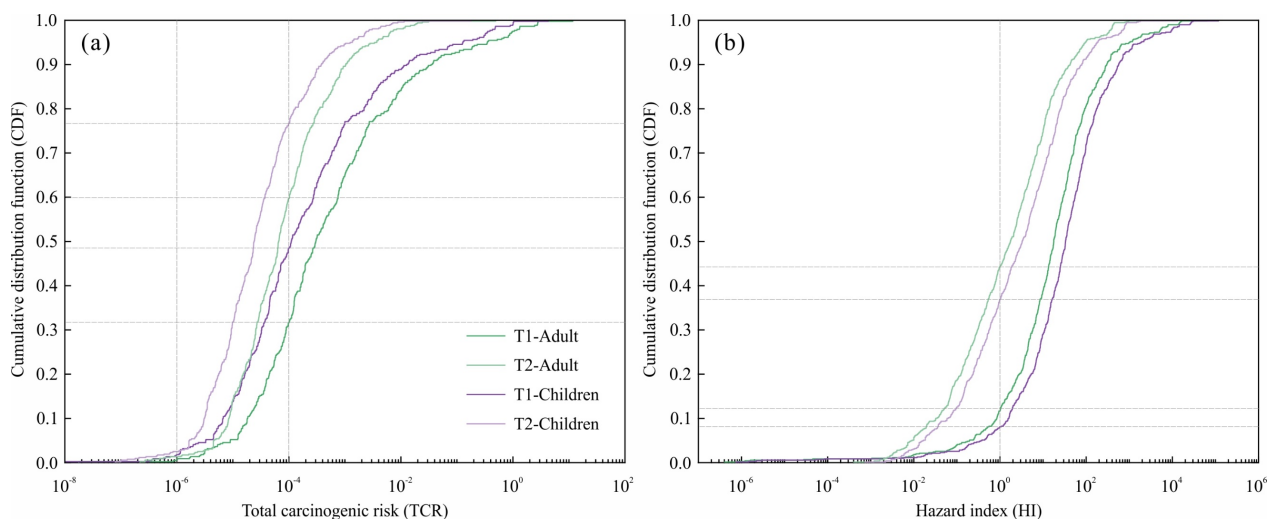 (a)
Cumulative distribution function (CDF)
1.0
0.9
0.8
0.7
0.6
0.5
0.4
0.3
0.2
0.1
0.0
T1-Adult
T2-Adult
T1-Children
T2-Children
10⁻⁸ 10⁻⁶ 10⁻⁴ 10⁻² 10⁰ 10²
Total carcinogenic risk (TCR)
(b)
Cumulative distribution function (CDF)
1.0
0.9
0.8
0.7
0.6
0.5
0.4
0.3
0.2
0.1
0.0
10⁻⁶ 10⁻⁴ 10⁻² 10⁰ 10² 10⁴ 10⁶
Hazard index (HI)